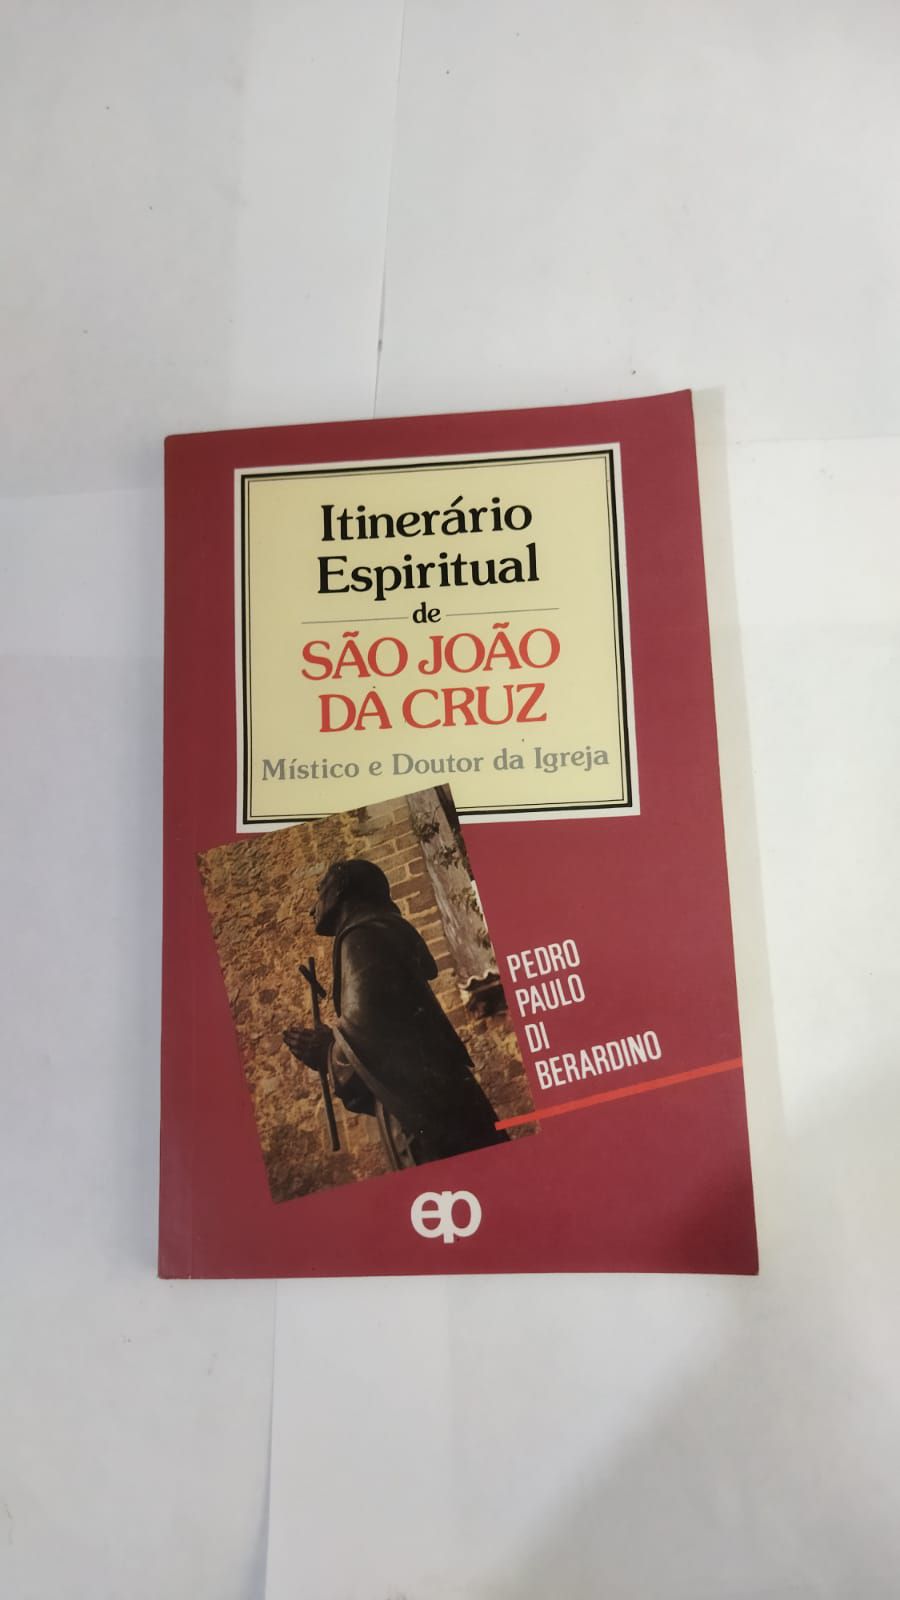 Itinerário
Espiritual
de
SÃO JOÃO
DA CRUZ
Místico e Doutor da Igreja
PEDRO
PAULO
DI
BERARDINO
ep